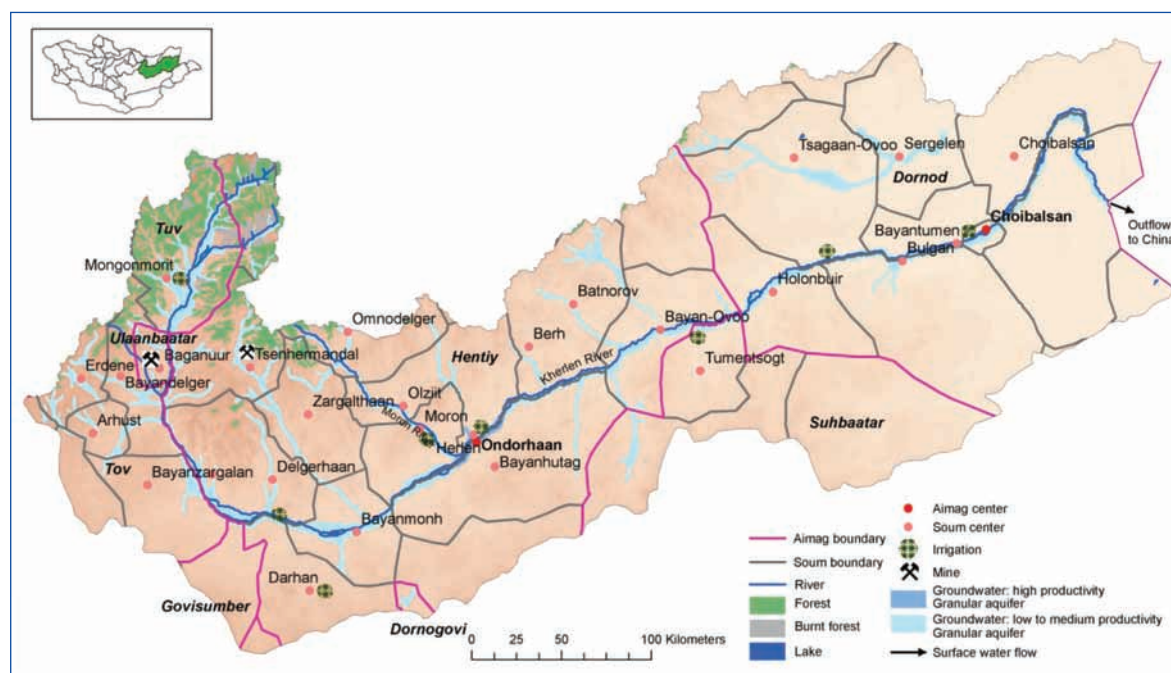 Tsagaan-Ovoo
Sergelen
Choibalsan
Dornod
Tuv
Choibalsan
Outflow
to China
Bayantumen
Bulgan
Mongonmorit
Holonbuir
Batnorov
Omnodelger
Bayan-Ovoo
Ulaanbaatar
Hentiy
Berh
Baganuur
Tsenhermandal
Kherlen River
Erdene
Tumentsogt
Bayandelger
Olziit
Zargalthaan
Moron
Suhbaatar
Arhust
Herlen
Ondorhaan
Tov
Bayanzargalan
Delgerhaan
Bayanhutag
Bayanmonh
Darhan
Govisumber
Dornogovi
0 25 50 100 Kilometers
Aimag boundary
Soum boundary
River
Forest
Burnt forest
Lake
Aimag center
Soum center
Irrigation
Mine
Groundwater: high productivity
Granular aquifer
Groundwater: low to medium productivity
Granular aquifer
Surface water flow